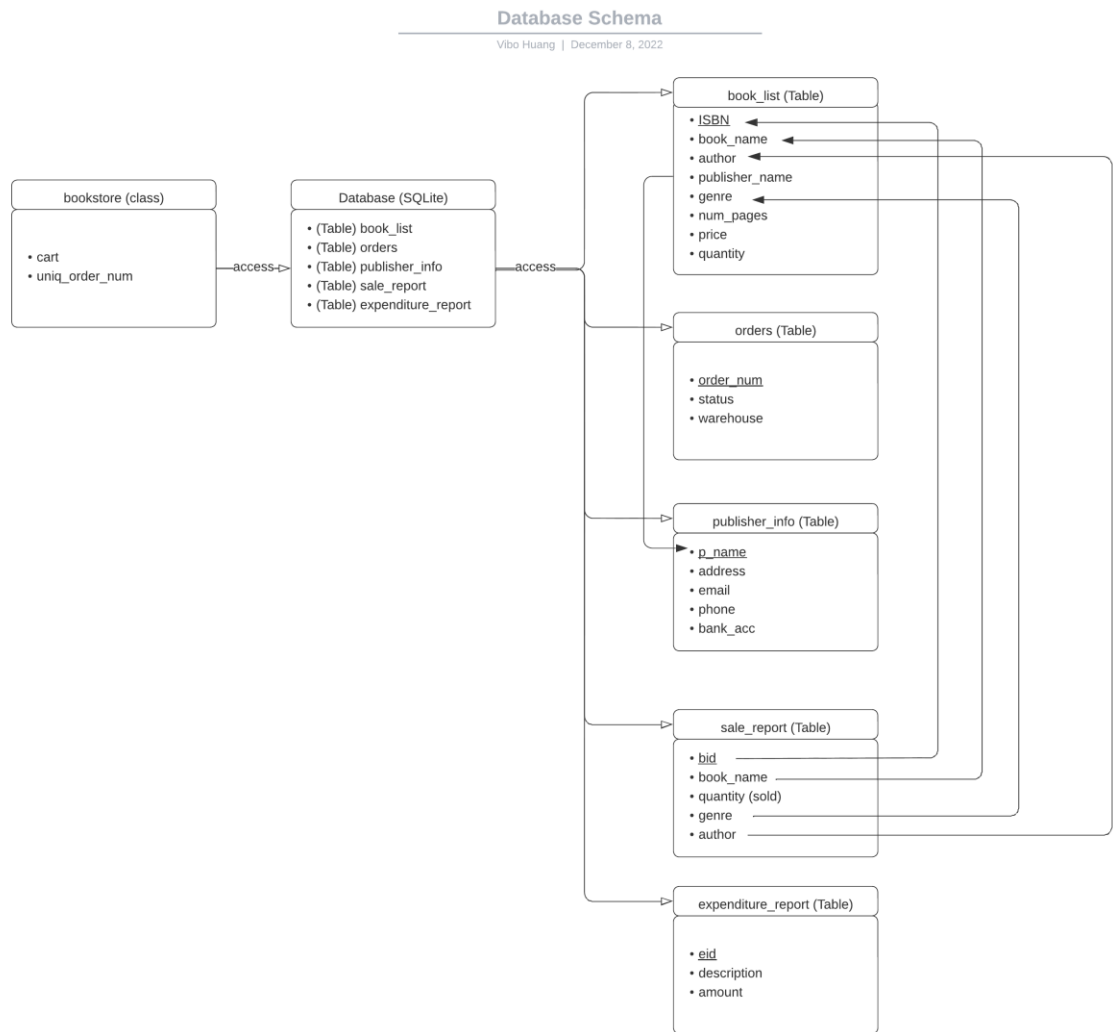 Database Schema
Vibo Huang | December 8, 2022
bookstore (class)
• cart
• uniq_order_num
access
Database (SQLite)
• (Table) book_list
• (Table) orders
• (Table) publisher_info
• (Table) sale_report
• (Table) expenditure_report
access
book_list (Table)
• ISBN
• book_name
• author
• publisher_name
• genre
• num_pages
• price
• quantity
orders (Table)
• order_num
• status
• warehouse
publisher_info (Table)
• p_name
• address
• email
• phone
• bank_acc
sale_report (Table)
• bid
• book_name
• quantity (sold)
• genre
• author
expenditure_report (Table)
• eid
• description
• amount